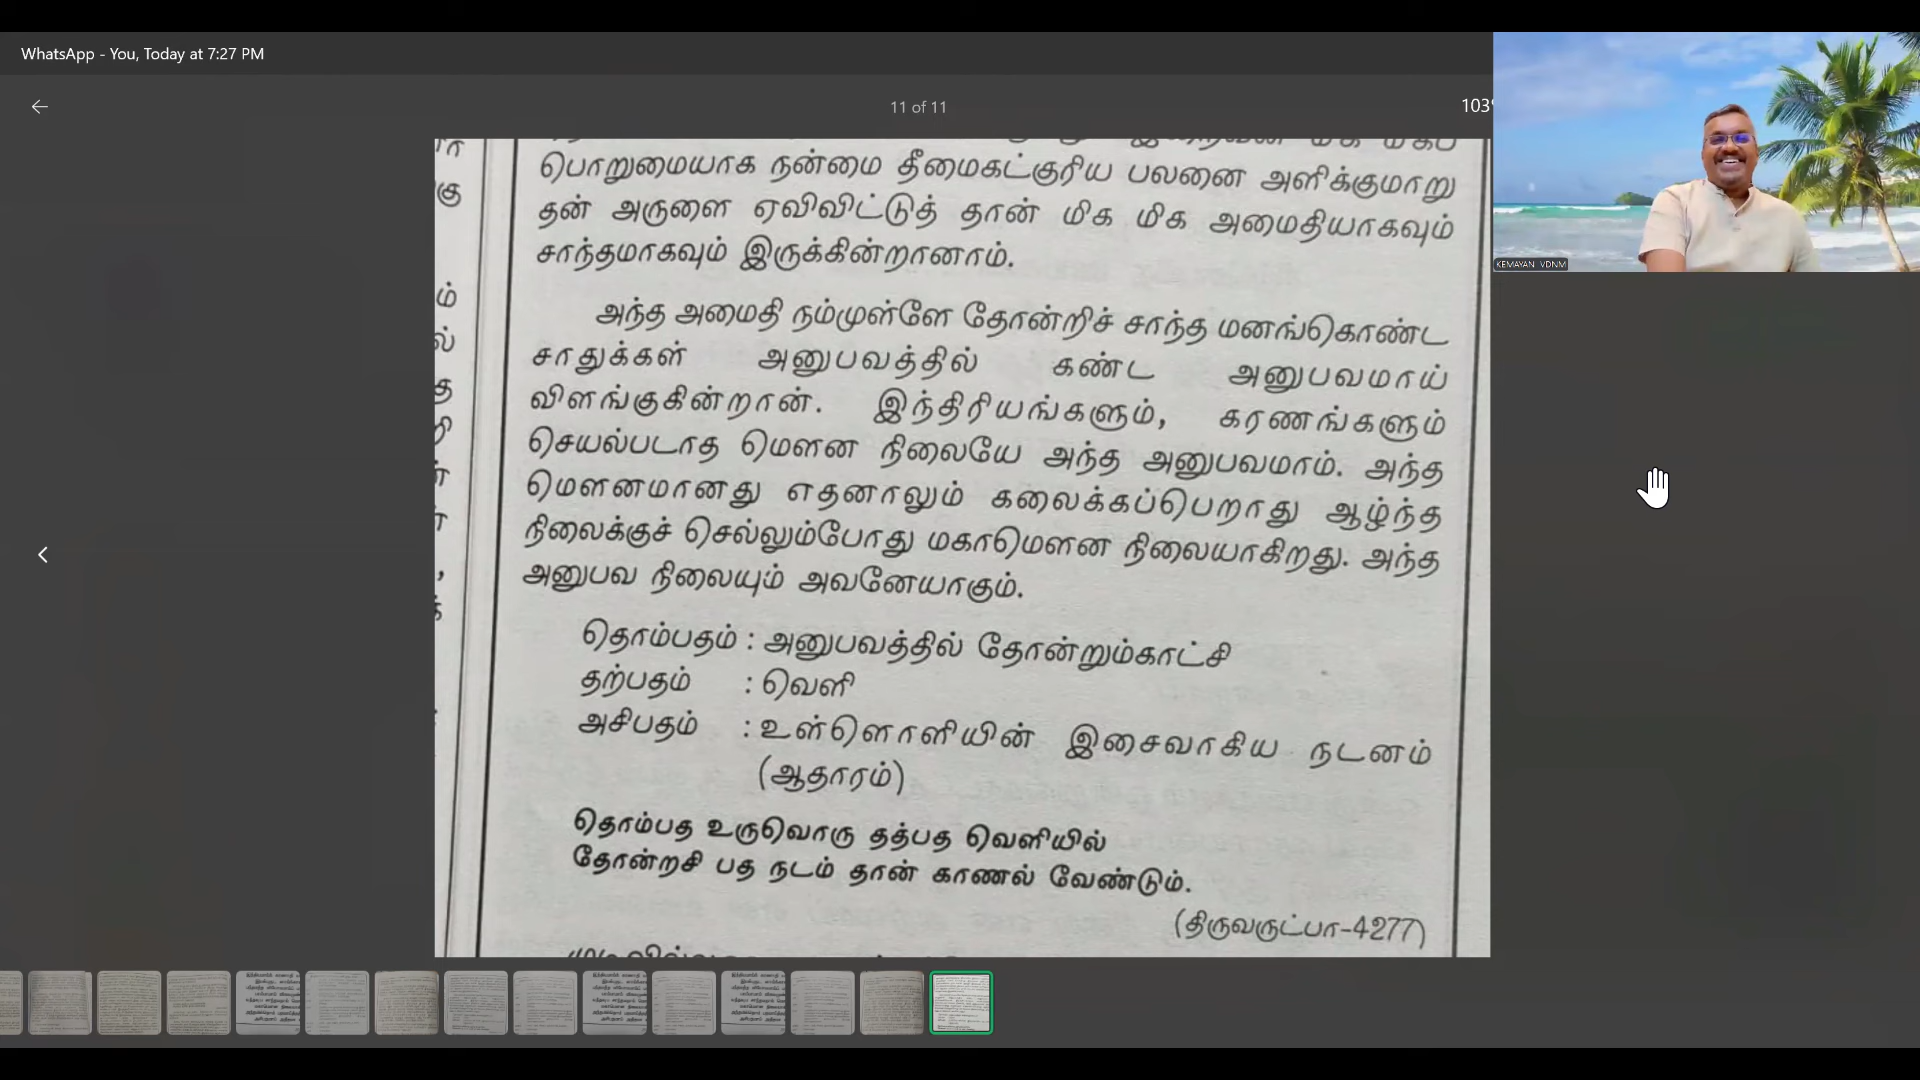 WhatsApp - You, Today at 7:27 PM
11 of 11
103%
KEMAYAN VDNM
பொறுமையாக நன்மை தீமைகட்குரிய பலனை அளிக்குமாறு
தன் அருளை ஏவிவிட்டுத் தான் மிக மிக அமைதியாகவும்
சாந்தமாகவும் இருக்கின்றானாம்.
அந்த அமைதி நம்முள்ளே தோன்றிச் சாந்த மனங்கொண்ட
சாதுக்கள் அனுபவத்தில் கண்ட அனுபவமாய்
விளங்குகின்றான். இந்திரியங்களும், கரணங்களும்
செயல்படாத மௌன நிலையே அந்த அனுபவமாம். அந்த
மௌனமானது எதனாலும் கலைக்கப்பெறாது ஆழ்ந்த
நிலைக்குச் செல்லும்போது மகாமௌன நிலையாகிறது. அந்த
அனுபவ நிலையும் அவனேயாகும்.
தொம்பதம் : அனுபவத்தில் தோன்றும்காட்சி
தற்பதம் : வெளி
அசிபதம் : உள்ளொளியின் இசைவாகிய நடனம்
(ஆதாரம்)
தொம்பத உருவொரு தத்பத வெளியில்
தோன்றசி பத நடம் தான் காணல் வேண்டும்.
(திருவருட்பா-4277)